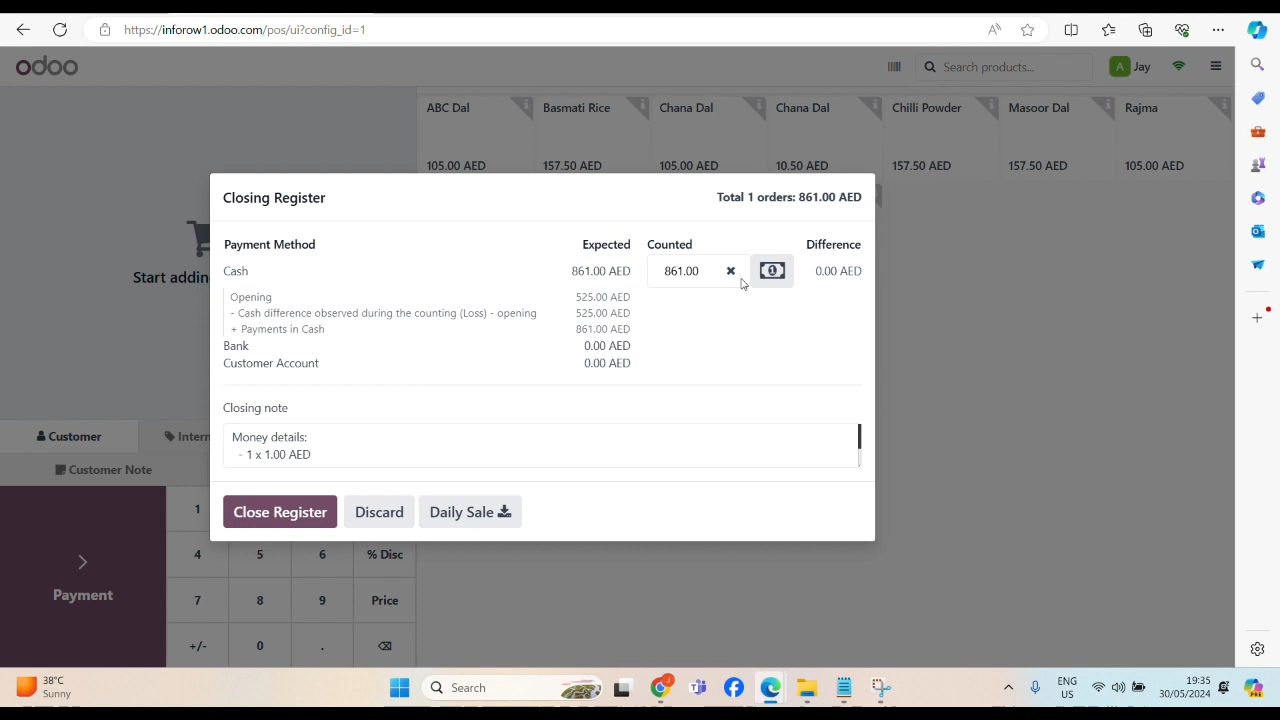 https://inforow1.odoo.com/pos/ui?config_id=1
odoo
Search products...
A Jay
ABC Dal
Basmati Rice
Chana Dal
Chana Dal
Chilli Powder
Masoor Dal
Rajma
105.00 AED
157.50 AED
105.00 AED
10.50 AED
157.50 AED
157.50 AED
105.00 AED
Start addin
Closing Register
Total 1 orders: 861.00 AED
Payment Method Expected Counted Difference
Cash 861.00 AED 861.00 0.00 AED
Opening 525.00 AED
- Cash difference observed during the counting (Loss) - opening 525.00 AED
+ Payments in Cash 861.00 AED
Bank 0.00 AED
Customer Account 0.00 AED
Closing note
Money details:
- 1 x 1.00 AED
Close Register Discard Daily Sale
Customer Intern
Customer Note
1
4 5 6 % Disc
7 8 9 Price
+/- 0 .
Payment
38°C
Sunny
Search
ENG
US
19:35
30/05/2024